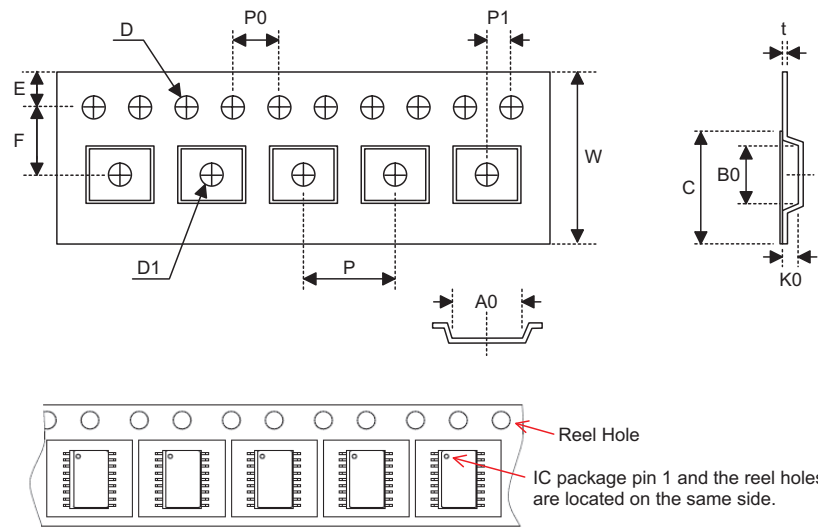 D
P0
P1
t
E
F
W
C
B0
D1
P
K0
A0
Reel Hole
IC package pin 1 and the reel holes
are located on the same side.